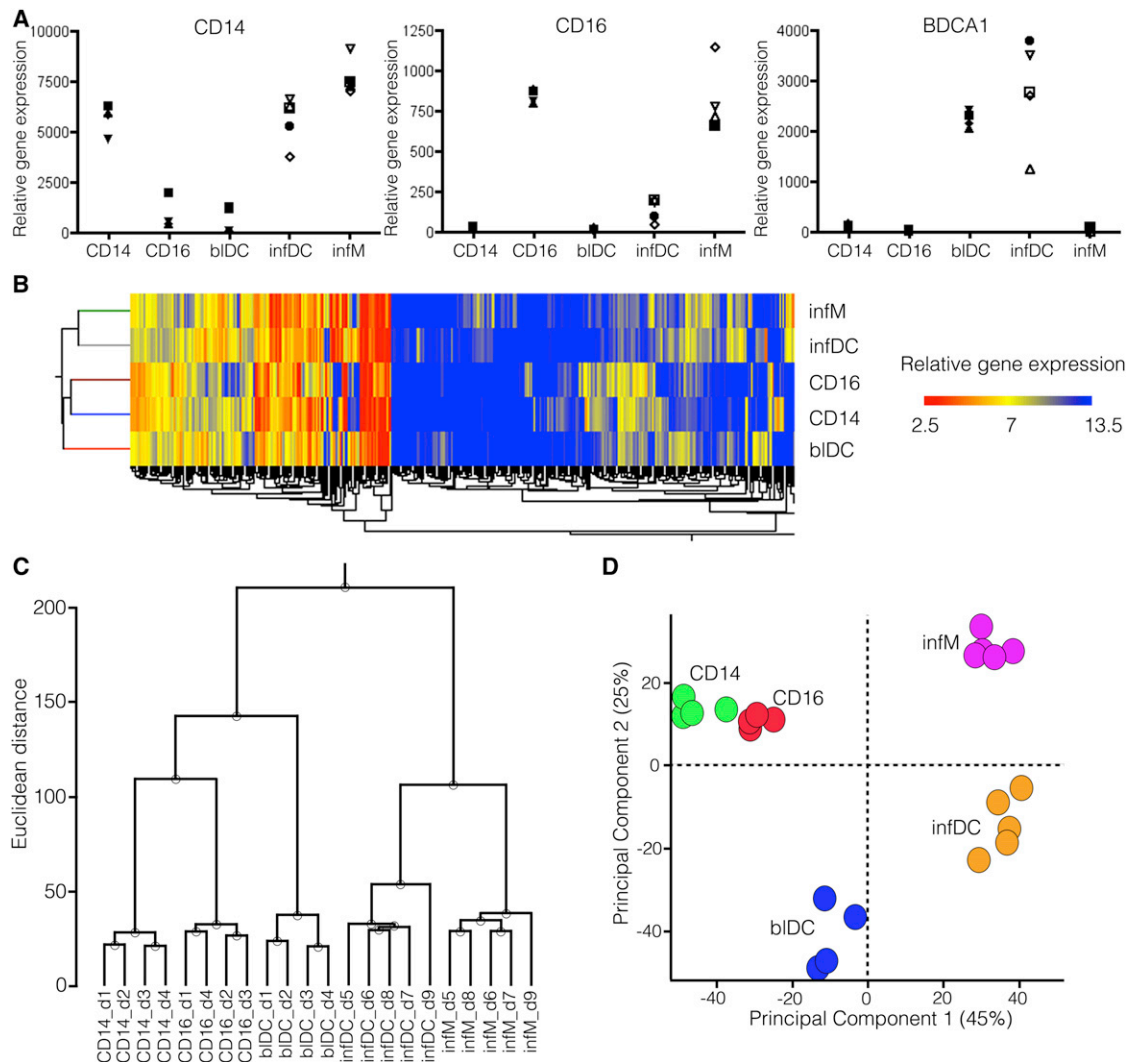 A
CD14
CD16
BDCA1
Relative gene expression
10000
7500
5000
2500
0
CD14 CD16 blDC infDC infM
Relative gene expression
1250
1000
750
500
250
0
CD14 CD16 blDC infDC infM
Relative gene expression
4000
3000
2000
1000
0
CD14 CD16 blDC infDC infM
B
infM
infDC
CD16
CD14
blDC
Relative gene expression
2.5 7 13.5
C
Euclidean distance
200
150
100
50
0
CD14_d1
CD14_d2
CD14_d3
CD14_d4
CD16_d1
CD16_d4
CD16_d2
CD16_d3
blDC_d1
blDC_d2
blDC_d3
blDC_d4
infDC_d5
infDC_d6
infDC_d8
infDC_d7
infDC_d9
infM_d5
infM_d8
infM_d6
infM_d7
infM_d9
D
Principal Component 2 (25%)
20
0
-20
-40
infM
CD14
CD16
infDC
blDC
-40 -20 0 20 40
Principal Component 1 (45%)